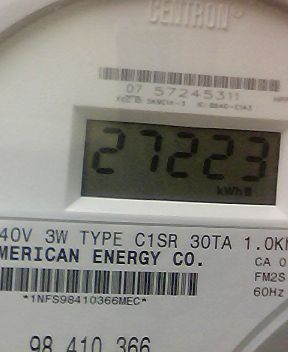 CENTRON®
07 57245311
27223
kWh
40V 3W TYPE C1SR 30TA 1.0K
MERICAN ENERGY CO.
CA 0
FM2S
60Hz
*1NFS98410366MEC*
98 410 366